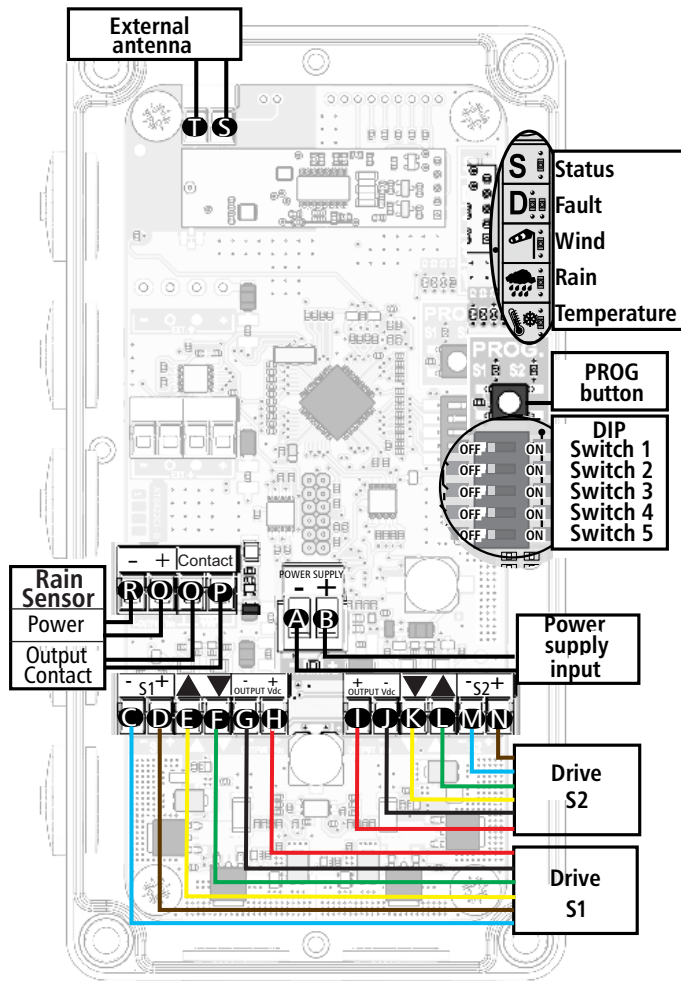 External
antenna
T S
S Status
D Fault
Wind
Rain
Temperature
PROG.
S1 S2
PROG
button
DIP
OFF ON Switch 1
OFF ON Switch 2
OFF ON Switch 3
OFF ON Switch 4
OFF ON Switch 5
- + Contact
Rain
Sensor
R Q O P
Power
Output
Contact
POWER SUPPLY
- +
A B
Power
supply
input
- S1 +
- +
OUTPUT Vdc
+ -
OUTPUT Vdc
- S2 +
C D E F G H
I J K L M N
Drive
S2
Drive
S1